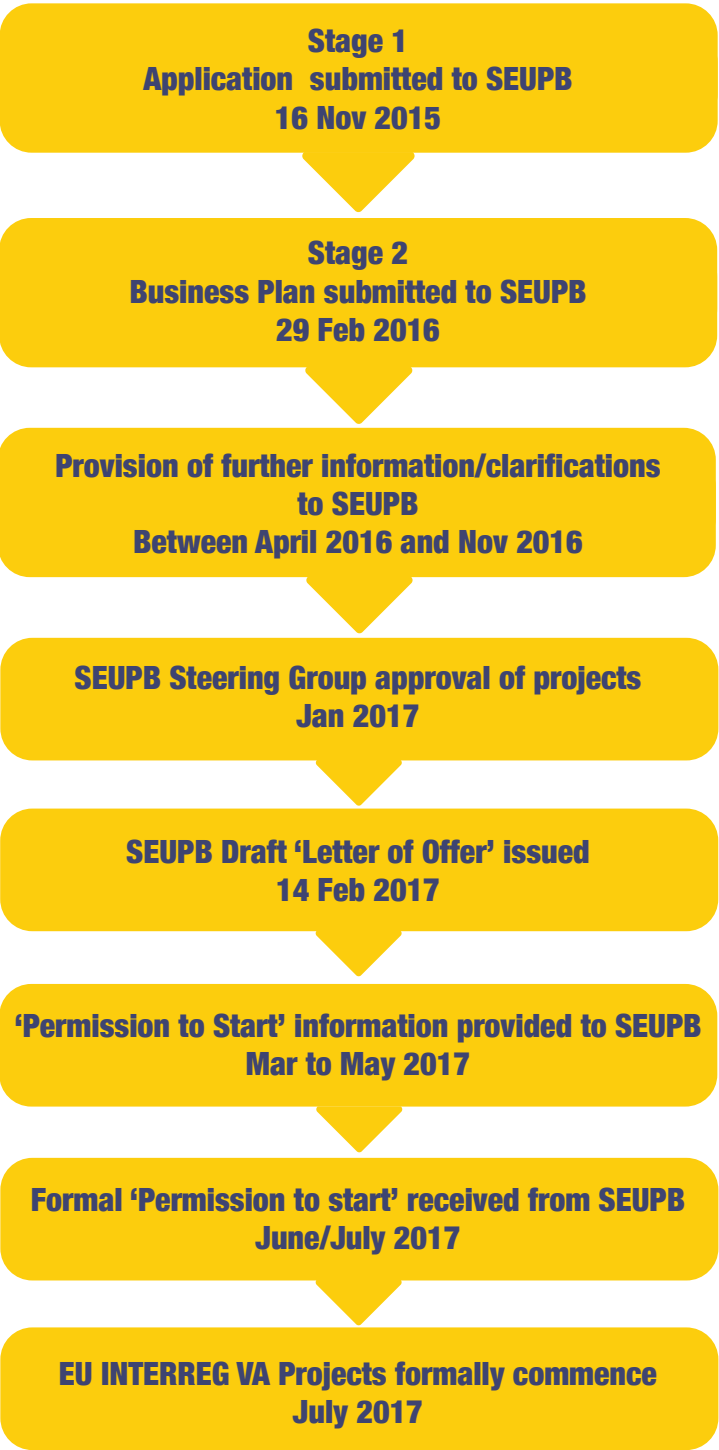 Stage 1
Application submitted to SEUPB
16 Nov 2015
Stage 2
Business Plan submitted to SEUPB
29 Feb 2016
Provision of further information/clarifications
to SEUPB
Between April 2016 and Nov 2016
SEUPB Steering Group approval of projects
Jan 2017
SEUPB Draft ‘Letter of Offer’ issued
14 Feb 2017
‘Permission to Start’ information provided to SEUPB
Mar to May 2017
Formal ‘Permission to start’ received from SEUPB
June/July 2017
EU INTERREG VA Projects formally commence
July 2017